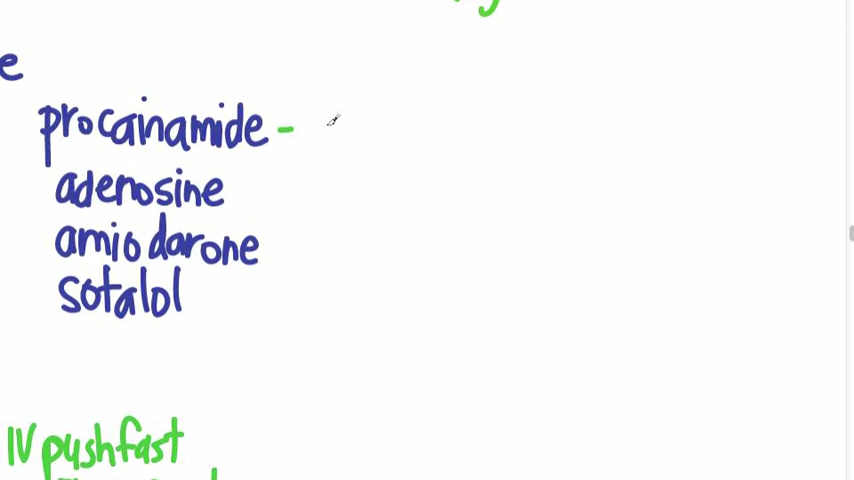 e
procainamide -
adenosine
amiodarone
sotalol
IV push fast